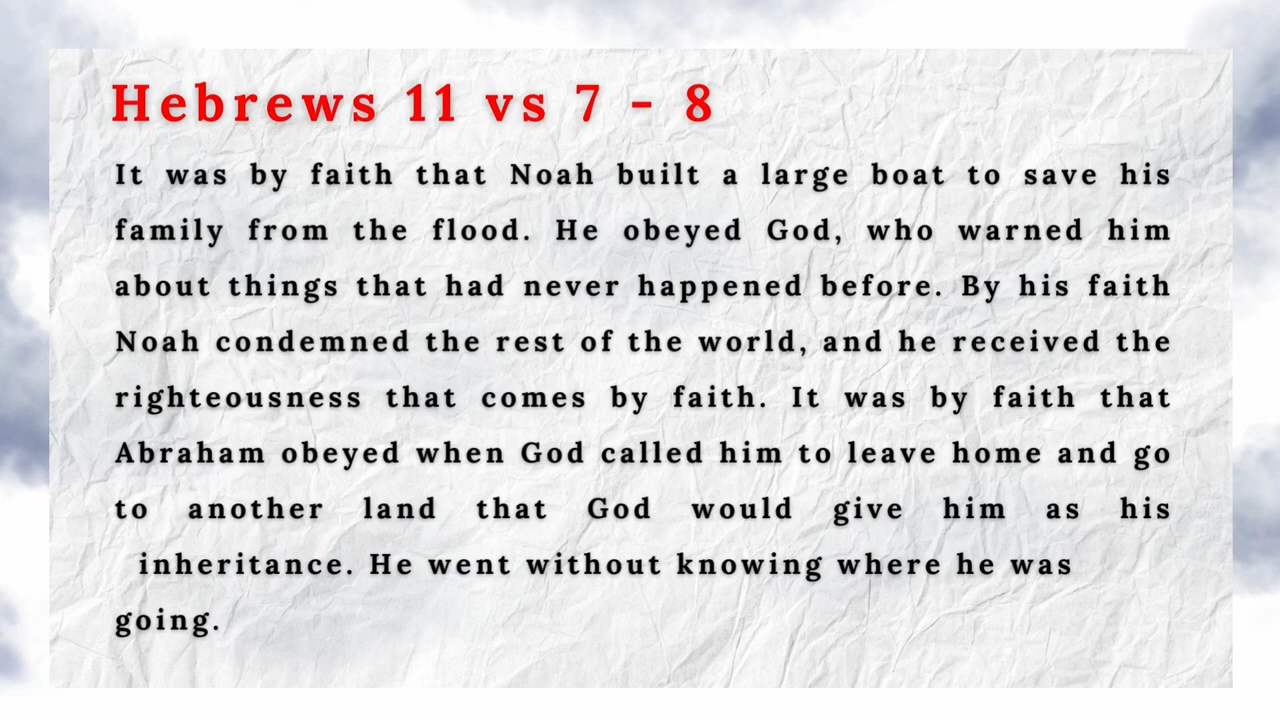 Hebrews 11 vs 7 - 8
It was by faith that Noah built a large boat to save his
family from the flood. He obeyed God, who warned him
about things that had never happened before. By his faith
Noah condemned the rest of the world, and he received the
righteousness that comes by faith. It was by faith that
Abraham obeyed when God called him to leave home and go
to another land that God would give him as his
inheritance. He went without knowing where he was
going.